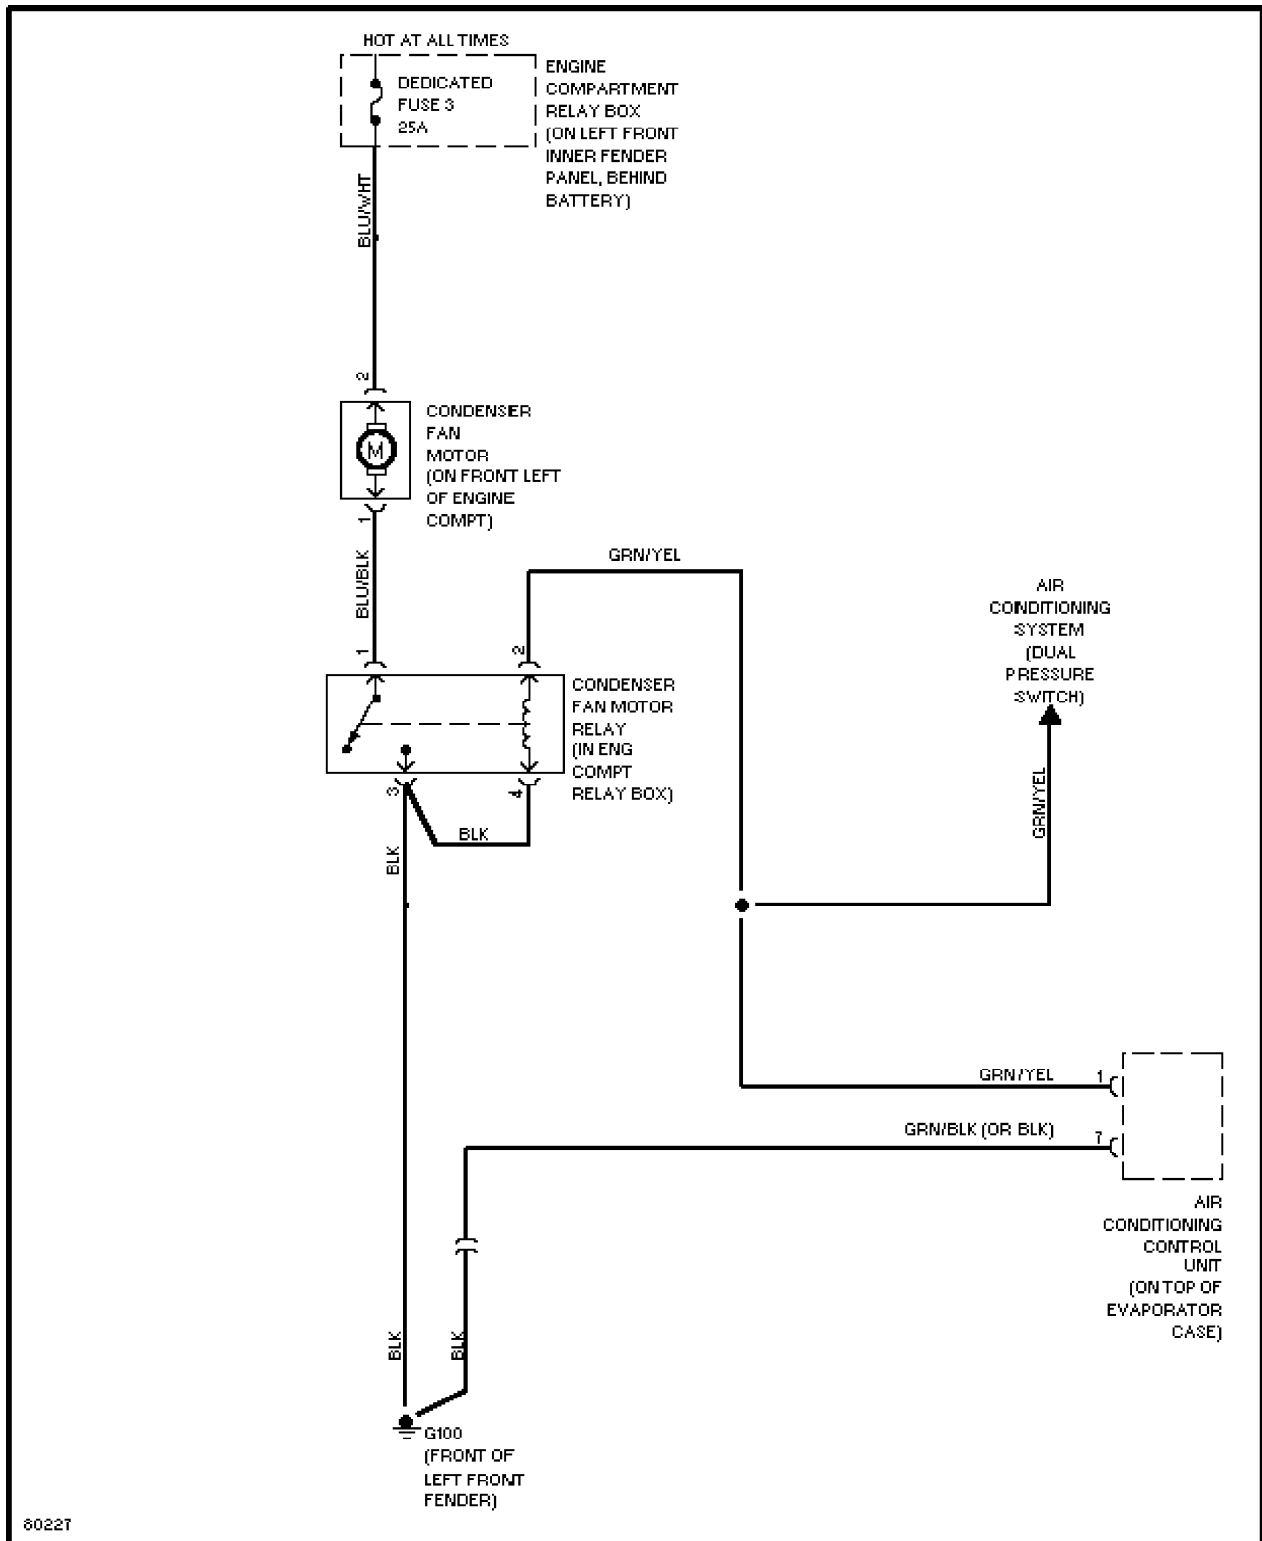 HOT AT ALL TIMES
DEDICATED
FUSE 3
25A
ENGINE
COMPARTMENT
RELAY BOX
(ON LEFT FRONT
INNER FENDER
PANEL, BEHIND
BATTERY)
BLU/WHT
2
CONDENSER
FAN
MOTOR
(ON FRONT LEFT
OF ENGINE
COMPT)
M
1
BLU/BLK
GRN/YEL
1
2
CONDENSER
FAN MOTOR
RELAY
(IN ENG
COMPT
RELAY BOX)
3
4
BLK
BLK
AIR
CONDITIONING
SYSTEM
(DUAL
PRESSURE
SWITCH)
GRN/YEL
GRN/YEL
1
GRN/BLK (OR BLK)
7
AIR
CONDITIONING
CONTROL
UNIT
(ON TOP OF
EVAPORATOR
CASE)
BLK
BLK
G100
(FRONT OF
LEFT FRONT
FENDER)
80227